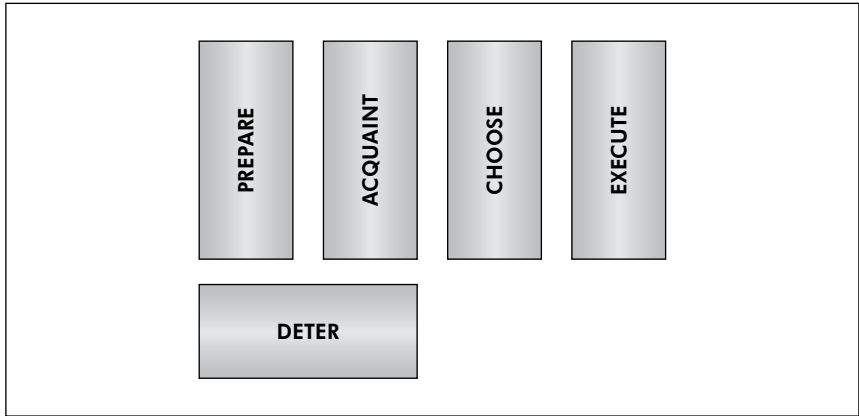 PREPARE
ACQUAINT
CHOOSE
EXECUTE
DETER